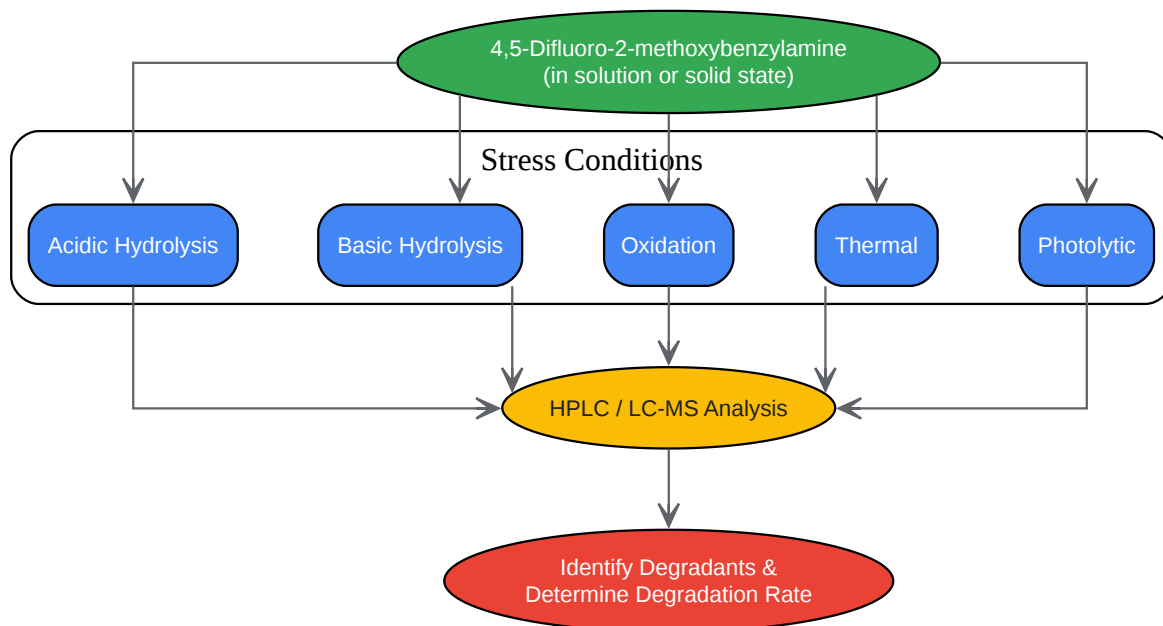 4,5-Difluoro-2-methoxybenzylamine
(in solution or solid state)
Stress Conditions
Acidic Hydrolysis
Basic Hydrolysis
Oxidation
Thermal
Photolytic
HPLC / LC-MS Analysis
Identify Degradants &
Determine Degradation Rate